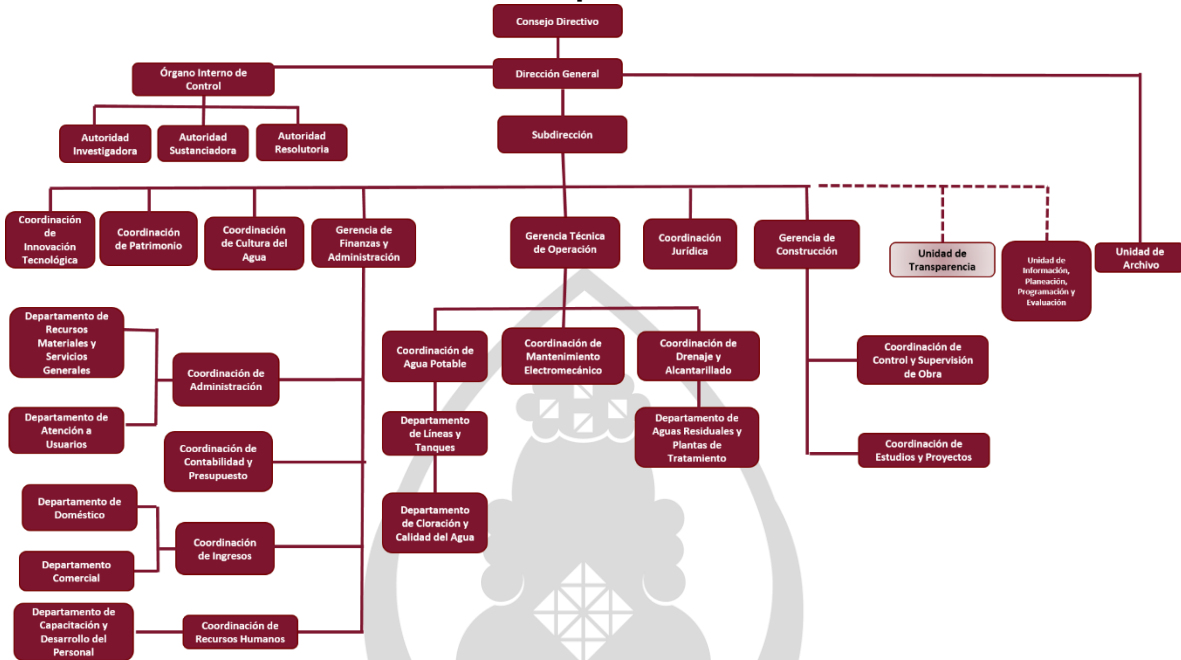 Consejo Directivo
Órgano Interno de
Control
Dirección General
Autoridad
Investigadora
Autoridad
Sustanciadora
Autoridad
Resolutoria
Subdirección
Coordinación
de
Innovación
Tecnológica
Coordinación
de Patrimonio
Coordinación
de Cultura del
Agua
Gerencia de
Finanzas y
Administración
Gerencia Técnica
de Operación
Coordinación
Jurídica
Gerencia de
Construcción
Unidad de
Transparencia
Unidad de
Información,
Planeación,
Programación y
Evaluación
Unidad de
Archivo
Departamento de
Recursos
Materiales y
Servicios
Generales
Coordinación de
Administración
Departamento de
Atención a
Usuarios
Coordinación de
Contabilidad y
Presupuesto
Departamento de
Doméstico
Coordinación
de Ingresos
Departamento
Comercial
Departamento de
Capacitación y
Desarrollo del
Personal
Coordinación de
Recursos Humanos
Coordinación de
Agua Potable
Departamento
de Líneas y
Tanques
Departamento
de Cloración y
Calidad del Agua
Coordinación de
Mantenimiento
Electromecánico
Coordinación de
Drenaje y
Alcantarillado
Departamento de
Aguas Residuales y
Plantas de
Tratamiento
Coordinación de
Control y Supervisión
de Obra
Coordinación de
Estudios y Proyectos